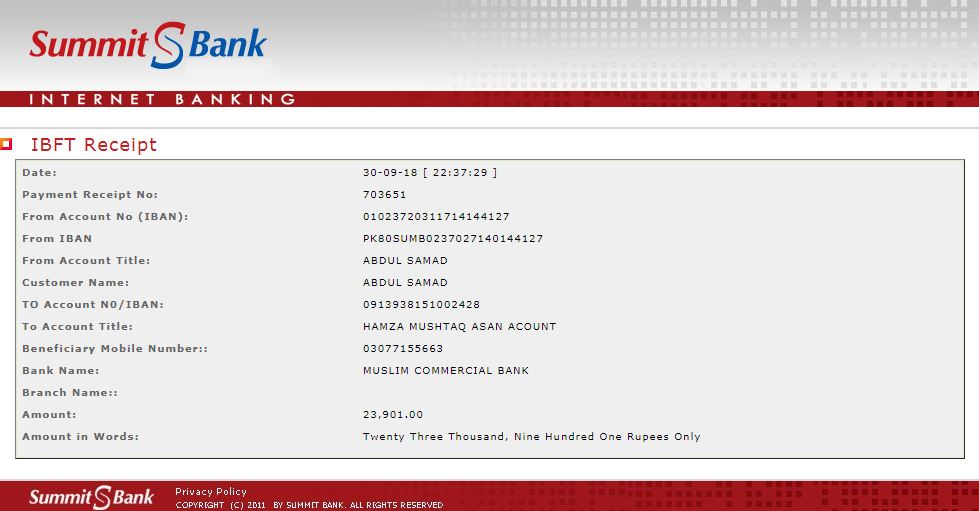 Summit S Bank
INTERNET BANKING
IBFT Receipt
Date: 30-09-18 [ 22:37:29 ]
Payment Receipt No: 703651
From Account No (IBAN): 01023720311714144127
From IBAN PK80SUMB0237027140144127
From Account Title: ABDUL SAMAD
Customer Name: ABDUL SAMAD
TO Account N0/IBAN: 0913938151002428
To Account Title: HAMZA MUSHTAQ ASAN ACOUNT
Beneficiary Mobile Number:: 03077155663
Bank Name: MUSLIM COMMERCIAL BANK
Branch Name::
Amount: 23,901.00
Amount in Words: Twenty Three Thousand, Nine Hundred One Rupees Only
Summit S Bank
Privacy Policy
COPYRIGHT (C) 2011 BY SUMMIT BANK. ALL RIGHTS RESERVED